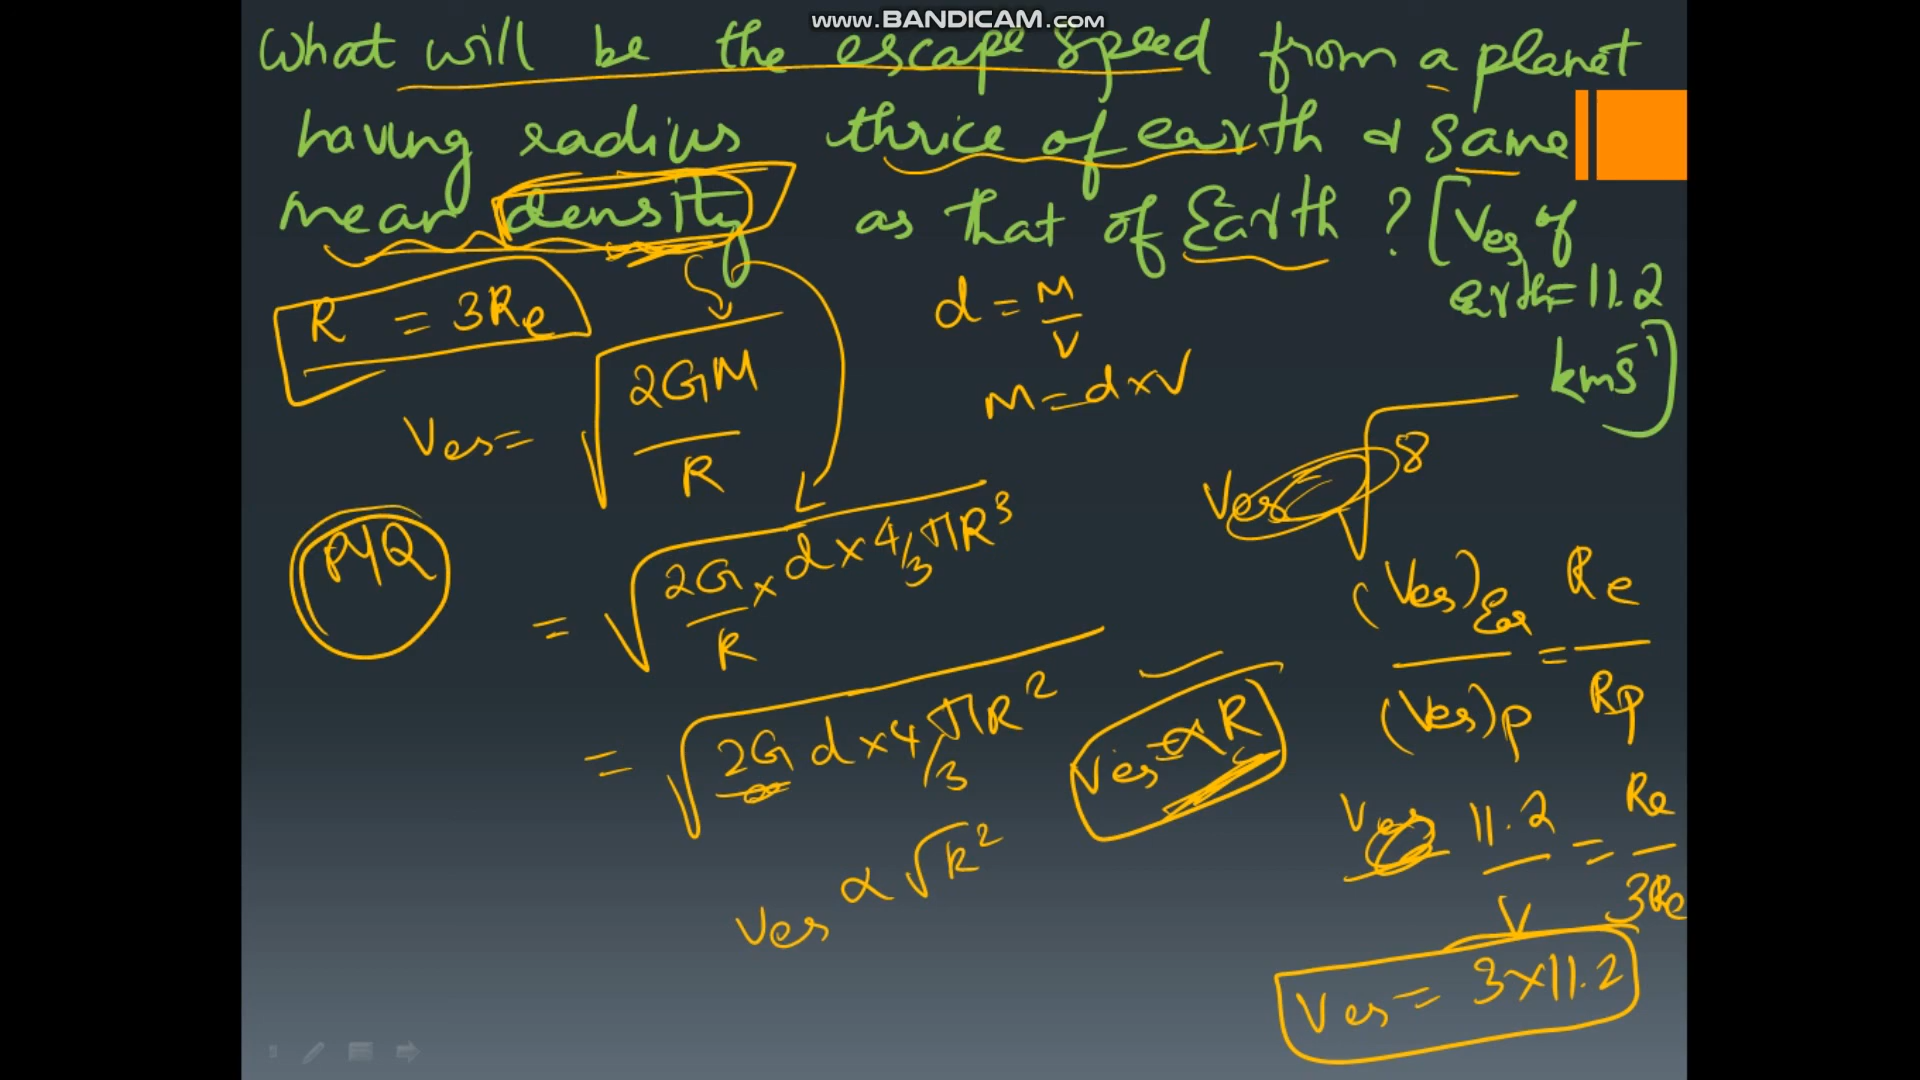 www.BANDICAM.com
What will be the escape speed from a planet
having radius thrice of earth & same
mean density as that of Earth ? [Ves of
earth = 11.2
kms⁻¹]
R = 3Re
d = M/V
M = d×V
Ves = √(2GM/R)
= √(2G/R × d × 4/3 πR³)
= √(2G d × 4/3 πR²)
Ves ∝ √R²
Ves ∝ R
Ves
8
(Ves)Ear / (Ves)p = Re / Rp
11.2 / V = Re / 3Re
Ves = 3×11.2